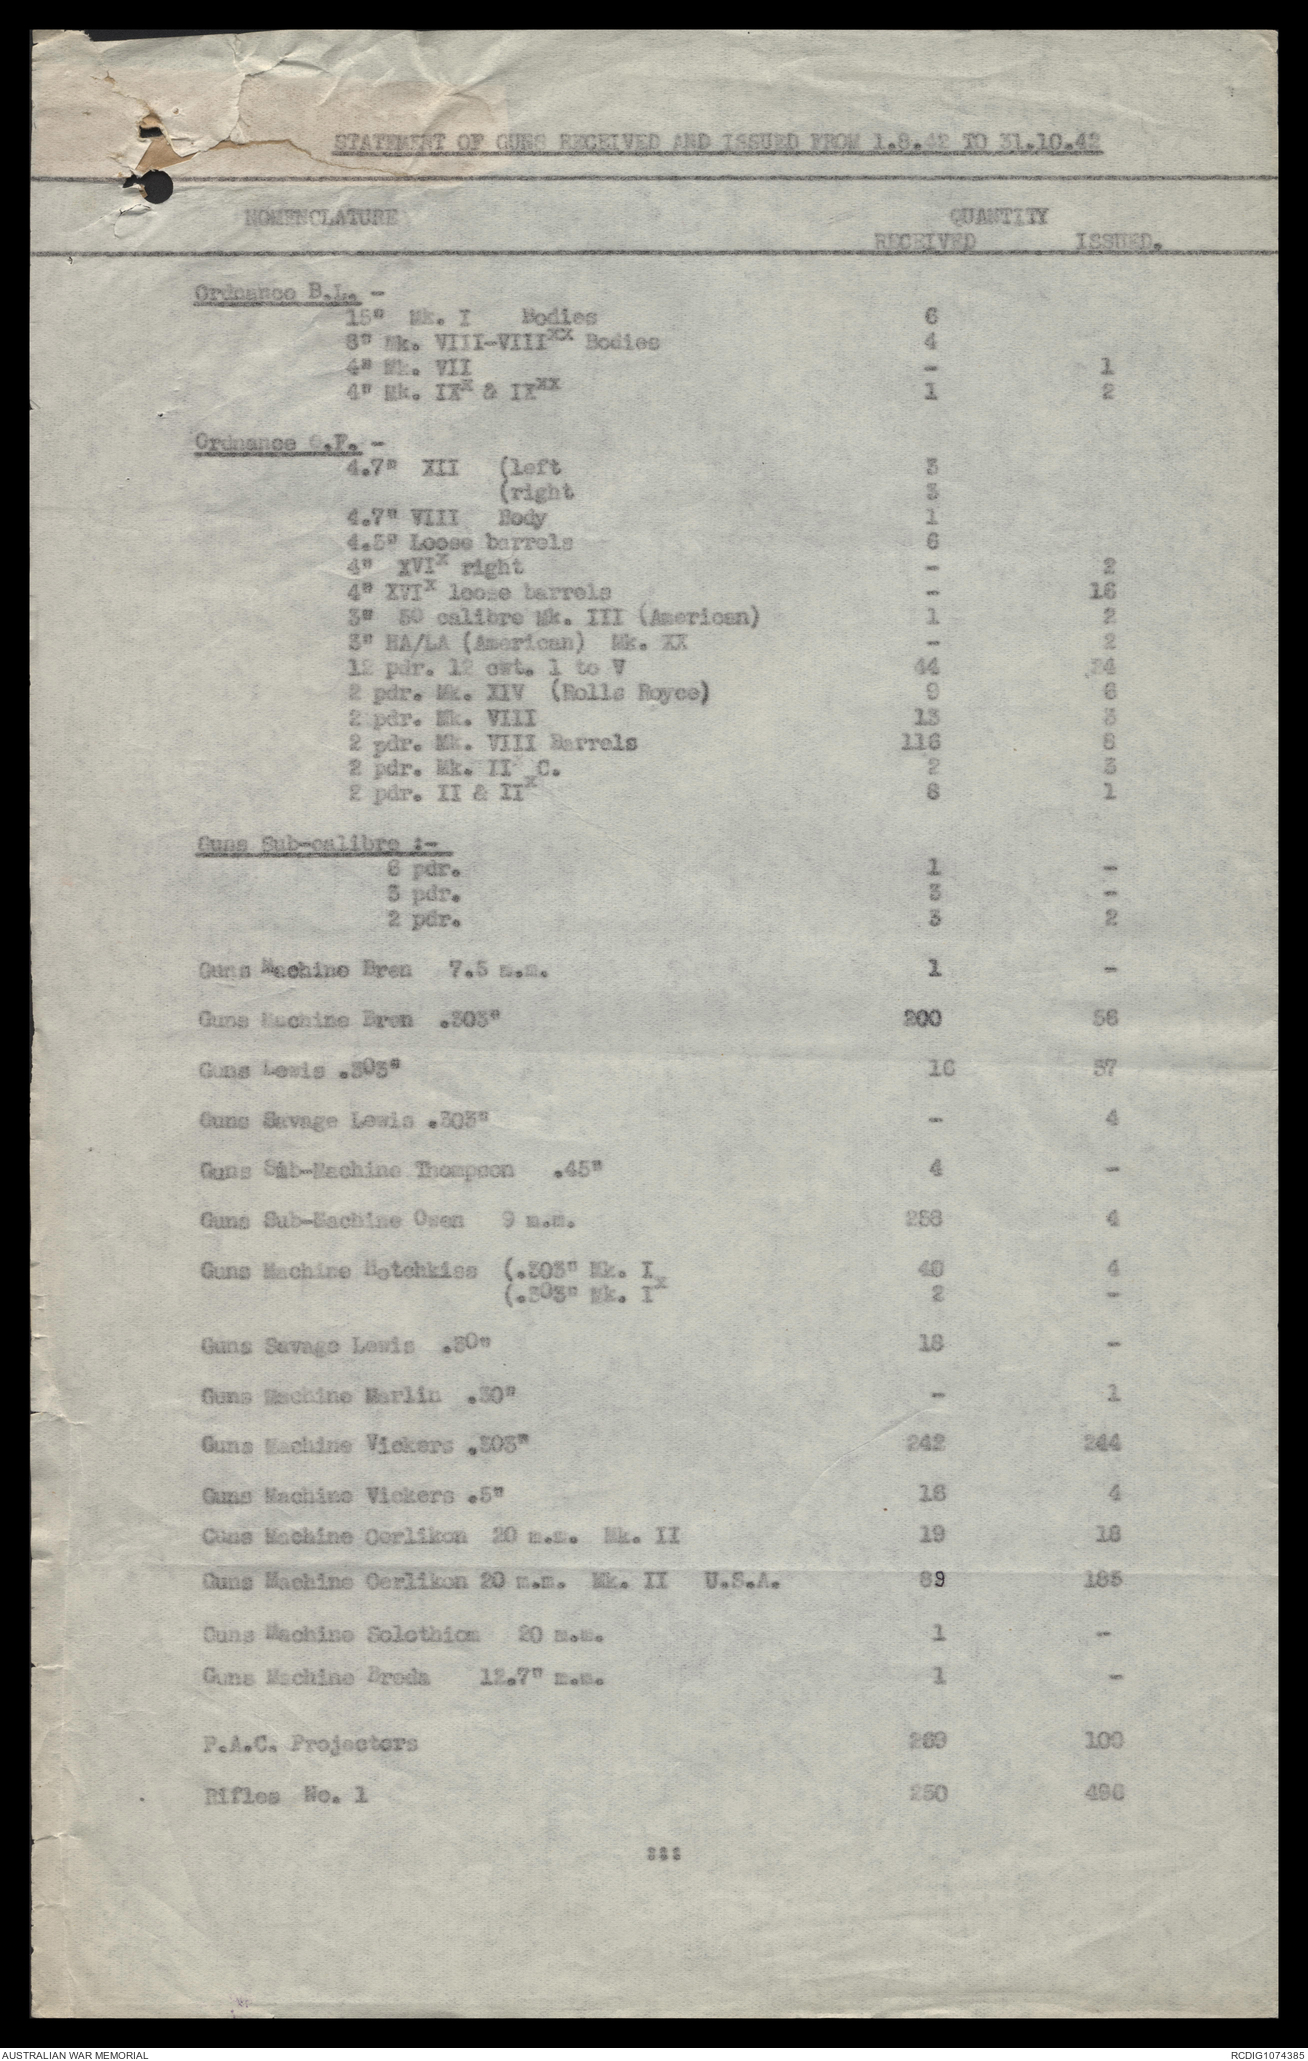 STATEMENT OF GUNS RECEIVED AND ISSUED FROM 1.8.42 TO 31.10.42
NOMENCLATURE QUANTITY
RECEIVED ISSUED.
Ordnance B.L. -
15" Mk. I Bodies 6
8" Mk. VIII-VIIIXX Bodies 4
4" Mk. VII - 1
4" Mk. IXX & IXXX 1 2
Ordnance Q.F. -
4.7" XII (left 3
(right 3
4.7" VIII Body 1
4.5" Loose barrels 6
4" XVIX right - 2
4" XVIX loose barrels - 16
3" 50 calibre Mk. III (American) 1 2
3" HA/LA (American) Mk. XX - 2
12 pdr. 12 cwt. 1 to V 44 34
2 pdr. Mk. XIV (Rolls Royce) 9 6
2 pdr. Mk. VIII 13 3
2 pdr. Mk. VIII Barrels 116 8
2 pdr. Mk. II C. 2 3
2 pdr. II & IIX 8 1
Guns Sub-calibre :-
6 pdr. 1 -
3 pdr. 3 -
2 pdr. 3 2
Guns Machine Bren 7.5 m.m. 1 -
Guns Machine Bren .303" 200 56
Guns Lewis .303" 16 57
Guns Savage Lewis .303" - 4
Guns Sub-Machine Thompson .45" 4 -
Guns Sub-Machine Owen 9 m.m. 4
Guns Machine Hotchkiss (.303" Mk. I 4
(.303" Mk. IX 2 -
Guns Savage Lewis .30" 18 -
Guns Machine Marlin .30" - 1
Guns Machine Vickers .303" 242 244
Guns Machine Vickers .5" 16 4
Guns Machine Oerlikon 20 m.m. Mk. II 19 18
Guns Machine Oerlikon 20 m.m. Mk. II U.S.A. 89 185
Guns Machine Solothiom 20 m.m. 1 -
Guns Machine Breda 12.7" m.m. 1 -
P.A.C. Projectors 269 100
Rifles No. 1 250 496
:::
AUSTRALIAN WAR MEMORIAL RCDIG1074385